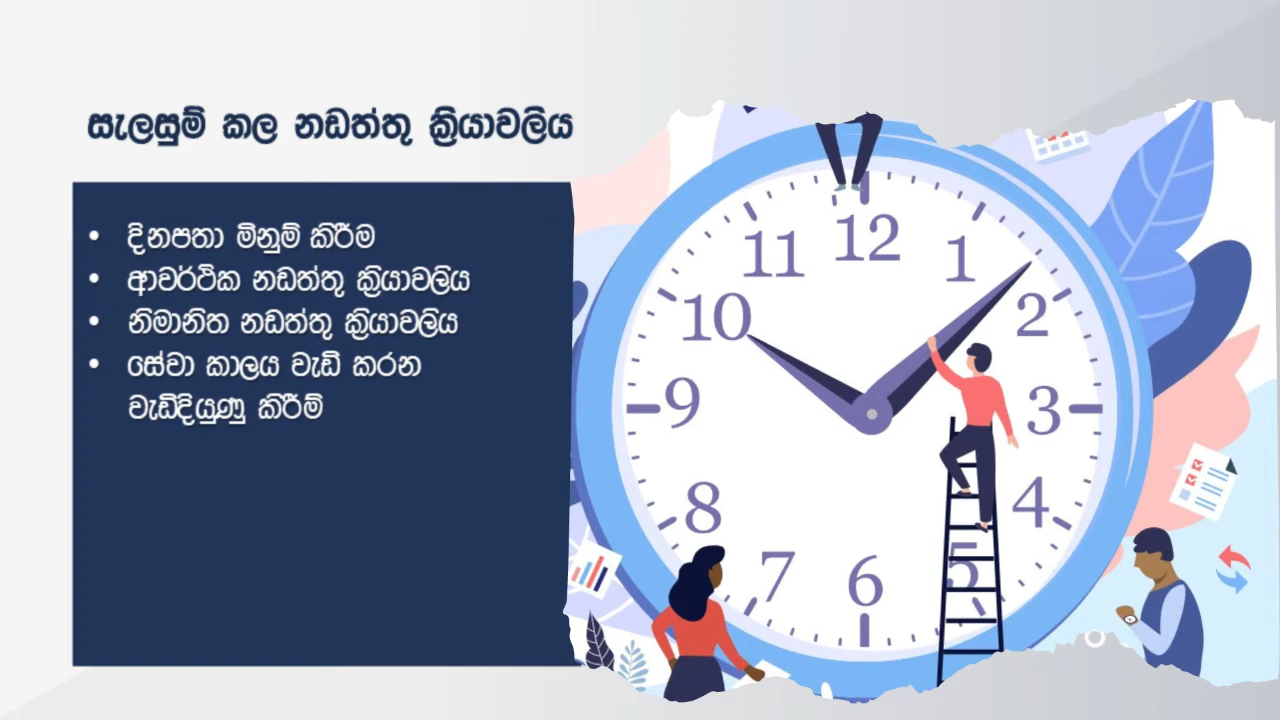 සැලසුම් කල නඩත්තු ක්‍රියාවලිය
• දිනපතා මිනුම් කිරීම
• ආවර්ථික නඩත්තු ක්‍රියාවලිය
• නිමානිත නඩත්තු ක්‍රියාවලිය
• සේවා කාලය වැඩි කරන
වැඩිදියුණු කිරීම්
12
11
1
10
2
9
3
8
4
7
5
6